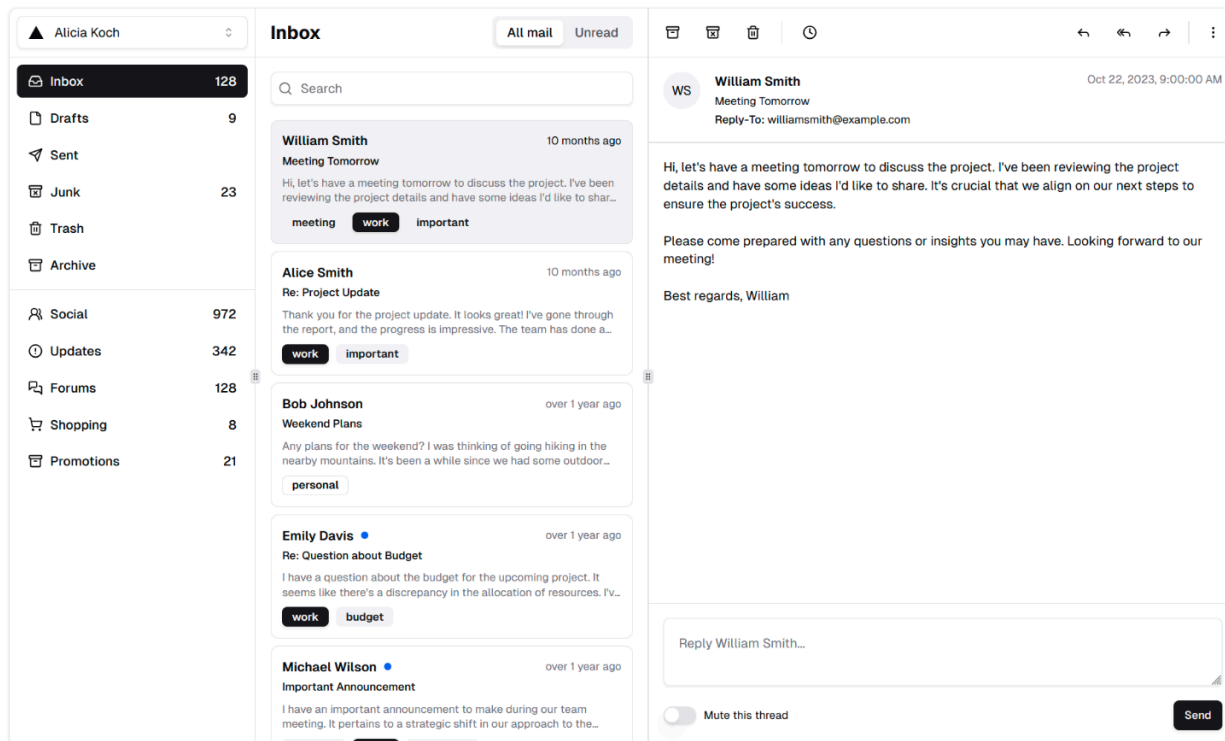 Alicia Koch
Inbox 128
Drafts 9
Sent
Junk 23
Trash
Archive
Social 972
Updates 342
Forums 128
Shopping 8
Promotions 21
Inbox
All mail Unread
Search
William Smith 10 months ago
Meeting Tomorrow
Hi, let's have a meeting tomorrow to discuss the project. I've been
reviewing the project details and have some ideas I'd like to shar...
meeting work important
Alice Smith 10 months ago
Re: Project Update
Thank you for the project update. It looks great! I've gone through
the report, and the progress is impressive. The team has done a...
work important
Bob Johnson over 1 year ago
Weekend Plans
Any plans for the weekend? I was thinking of going hiking in the
nearby mountains. It's been a while since we had some outdoor...
personal
Emily Davis over 1 year ago
Re: Question about Budget
I have a question about the budget for the upcoming project. It
seems like there's a discrepancy in the allocation of resources. I'v...
work budget
Michael Wilson over 1 year ago
Important Announcement
I have an important announcement to make during our team
meeting. It pertains to a strategic shift in our approach to the...
WS
William Smith Oct 22, 2023, 9:00:00 AM
Meeting Tomorrow
Reply-To: williamsmith@example.com
Hi, let's have a meeting tomorrow to discuss the project. I've been reviewing the project
details and have some ideas I'd like to share. It's crucial that we align on our next steps to
ensure the project's success.
Please come prepared with any questions or insights you may have. Looking forward to our
meeting!
Best regards, William
Reply William Smith...
Mute this thread Send